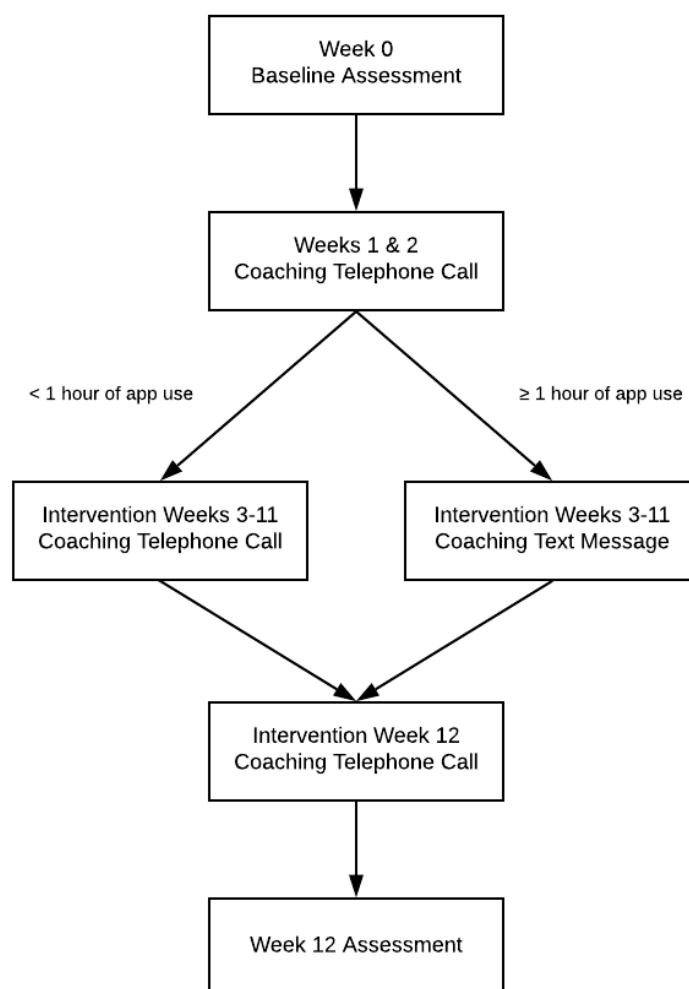 Week 0
Baseline Assessment
Weeks 1 & 2
Coaching Telephone Call
< 1 hour of app use
≥ 1 hour of app use
Intervention Weeks 3-11
Coaching Telephone Call
Intervention Weeks 3-11
Coaching Text Message
Intervention Week 12
Coaching Telephone Call
Week 12 Assessment